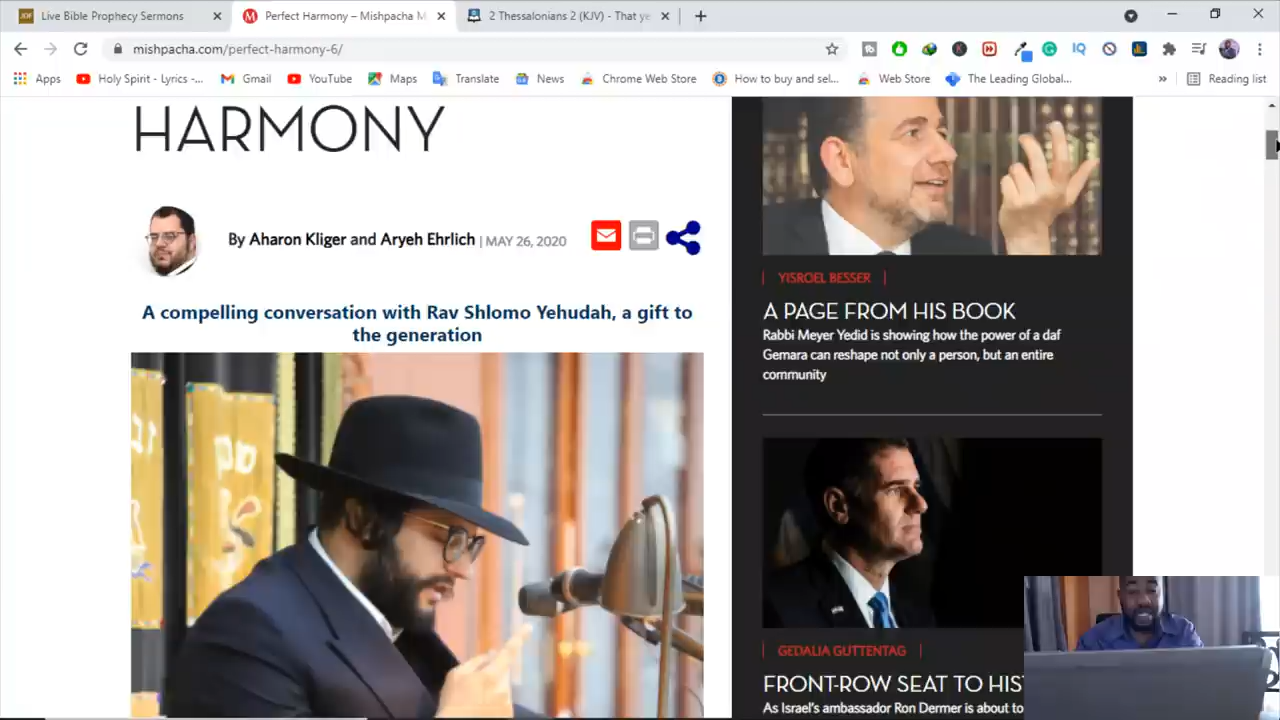 Live Bible Prophecy Sermons
Perfect Harmony – Mishpacha M
2 Thessalonians 2 (KJV) - That ye
mishpacha.com/perfect-harmony-6/
Apps
Holy Spirit - Lyrics -...
Gmail
YouTube
Maps
Translate
News
Chrome Web Store
How to buy and sel...
Web Store
The Leading Global...
Reading list
HARMONY
By Aharon Kliger and Aryeh Ehrlich | MAY 26, 2020
A compelling conversation with Rav Shlomo Yehudah, a gift to
the generation
YISROEL BESSER
A PAGE FROM HIS BOOK
Rabbi Meyer Yedid is showing how the power of a daf
Gemara can reshape not only a person, but an entire
community
GEDALIA GUTTENTAG
FRONT-ROW SEAT TO HIS
As Israel's ambassador Ron Dermer is about to